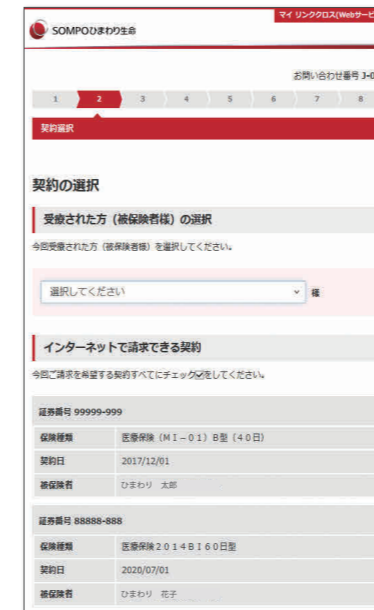 マイ リンククロス(Webサービ
SOMPOひまわり生命
お問い合わせ番号 J-0
1 2 3 4 5 6 7 8
契約選択
契約の選択
受療された方（被保険者様）の選択
今回受療された方（被保険者様）を選択してください。
選択してください 様
インターネットで請求できる契約
今回ご請求を希望する契約すべてにチェック☑をしてください。
証券番号 99999-999
保険種類 医療保険（ＭＩ－０１）Ｂ型（４０日）
契約日 2017/12/01
被保険者 ひまわり　太郎
証券番号 88888-888
保険種類 医療保険２０１４ＢＩ６０日型
契約日 2020/07/01
被保険者 ひまわり　花子